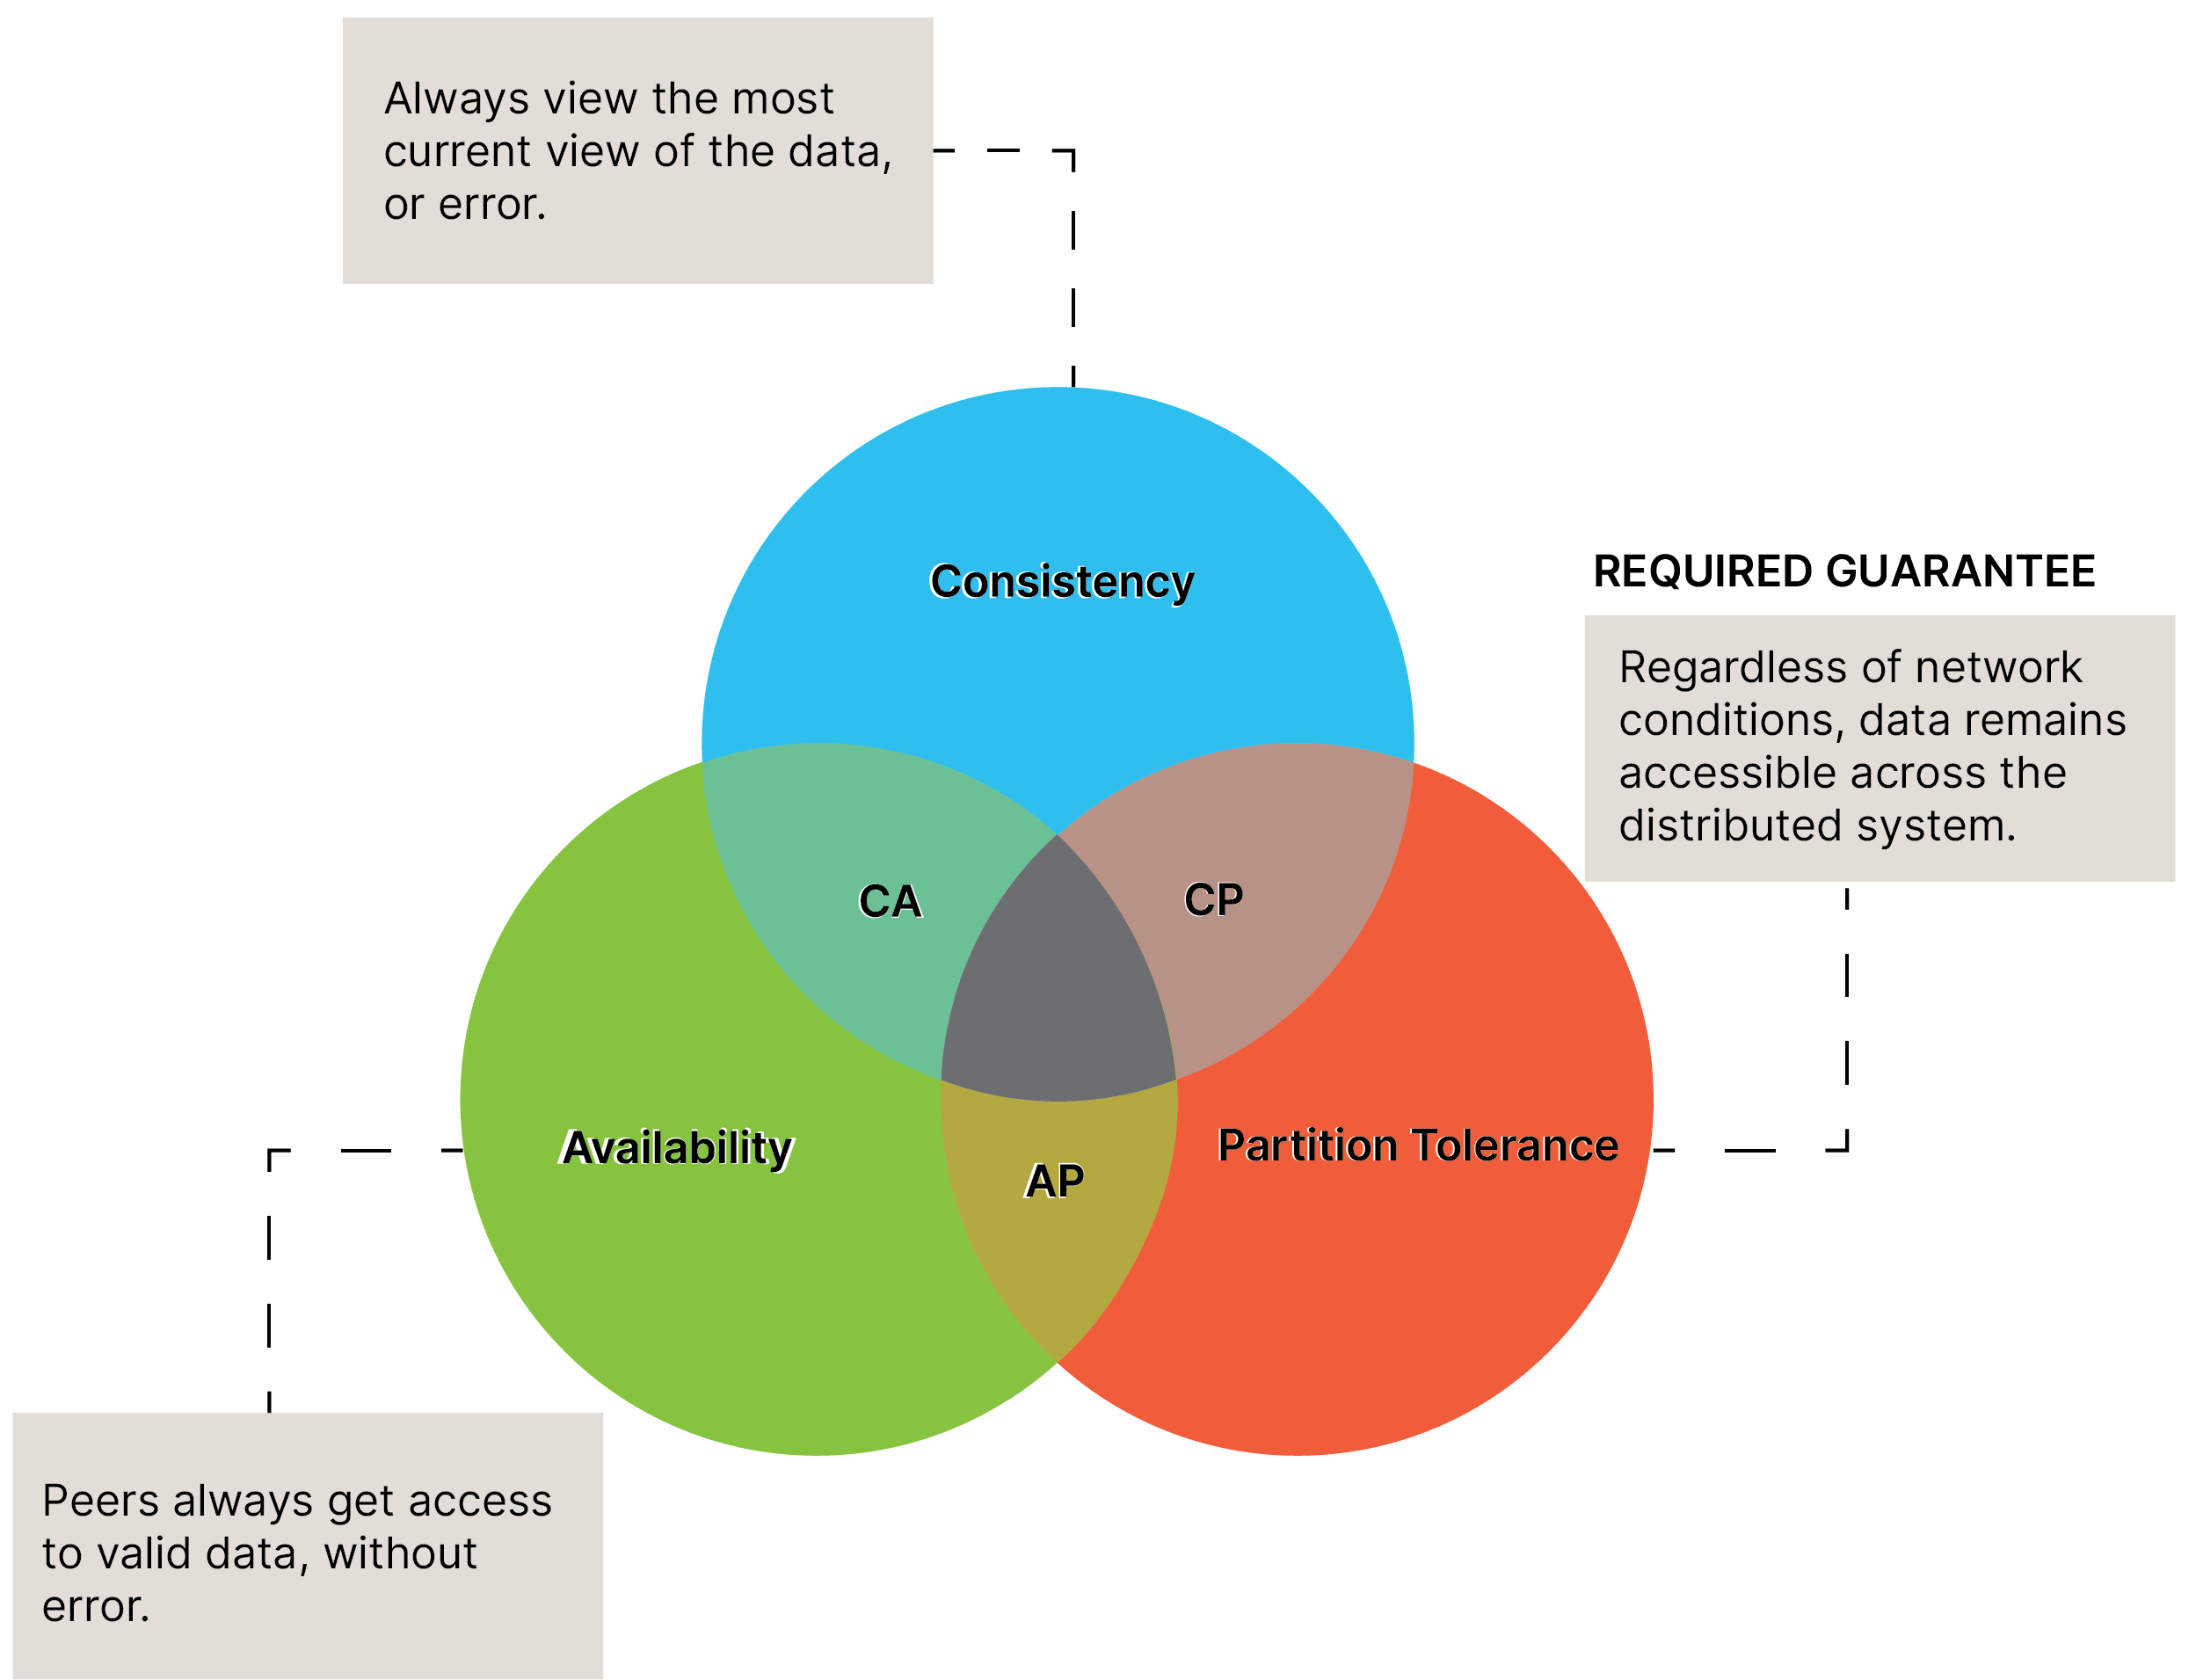 Always view the most
current view of the data,
or error.
Consistency
REQUIRED GUARANTEE
Regardless of network
conditions, data remains
accessible across the
distributed system.
CA
CP
Availability
Partition Tolerance
AP
Peers always get access
to valid data, without
error.